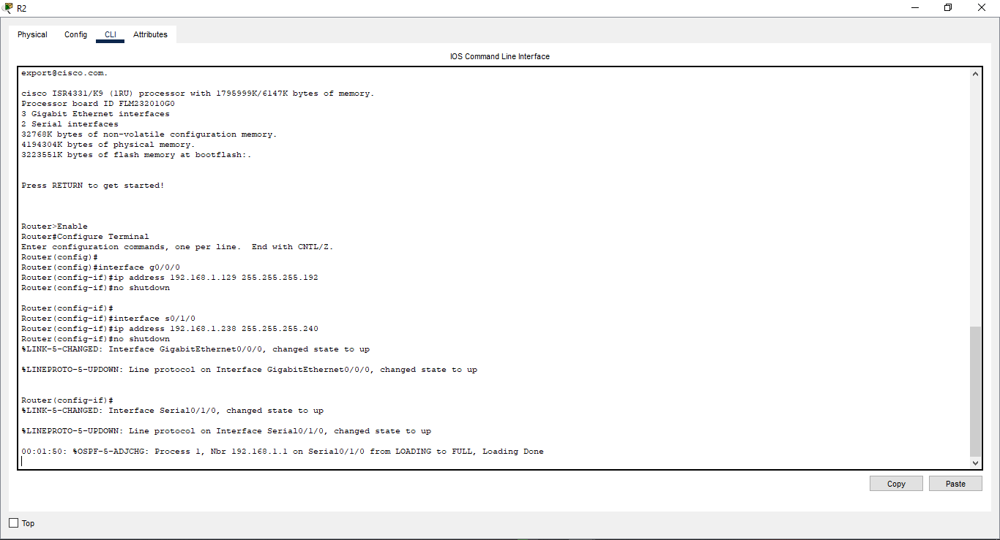 R2
Physical Config CLI Attributes
IOS Command Line Interface
export@cisco.com.
cisco ISR4331/K9 (1RU) processor with 1795999K/6147K bytes of memory.
Processor board ID FLM232010G0
3 Gigabit Ethernet interfaces
2 Serial interfaces
32768K bytes of non-volatile configuration memory.
4194304K bytes of physical memory.
3223551K bytes of flash memory at bootflash:.
Press RETURN to get started!
Router>Enable
Router#Configure Terminal
Enter configuration commands, one per line.  End with CNTL/Z.
Router(config)#
Router(config)#interface g0/0/0
Router(config-if)#ip address 192.168.1.129 255.255.255.192
Router(config-if)#no shutdown
Router(config-if)#
Router(config-if)#interface s0/1/0
Router(config-if)#ip address 192.168.1.238 255.255.255.240
Router(config-if)#no shutdown
%LINK-5-CHANGED: Interface GigabitEthernet0/0/0, changed state to up
%LINEPROTO-5-UPDOWN: Line protocol on Interface GigabitEthernet0/0/0, changed state to up
Router(config-if)#
%LINK-5-CHANGED: Interface Serial0/1/0, changed state to up
%LINEPROTO-5-UPDOWN: Line protocol on Interface Serial0/1/0, changed state to up
00:01:50: %OSPF-5-ADJCHG: Process 1, Nbr 192.168.1.1 on Serial0/1/0 from LOADING to FULL, Loading Done
Copy Paste
Top